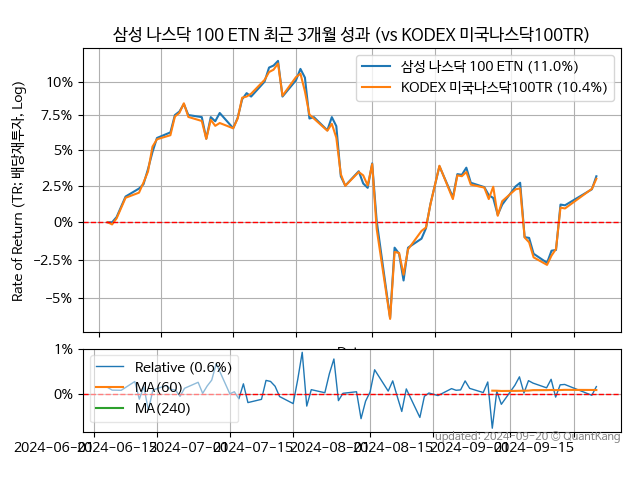 삼성 나스닥 100 ETN 최근 3개월 성과 (vs KODEX 미국나스닥100TR)
Rate of Return (TR: 배당재투자, Log)
삼성 나스닥 100 ETN (11.0%)
KODEX 미국나스닥100TR (10.4%)
10%
7.5%
5%
2.5%
0%
−2.5%
−5%
1%
0%
Relative (0.6%)
MA(60)
MA(240)
2024-06-01
2024-06-15
2024-07-01
2024-07-15
2024-08-01
2024-08-15
2024-09-01
2024-09-15
updated: 2024-09-20 © QuantKang